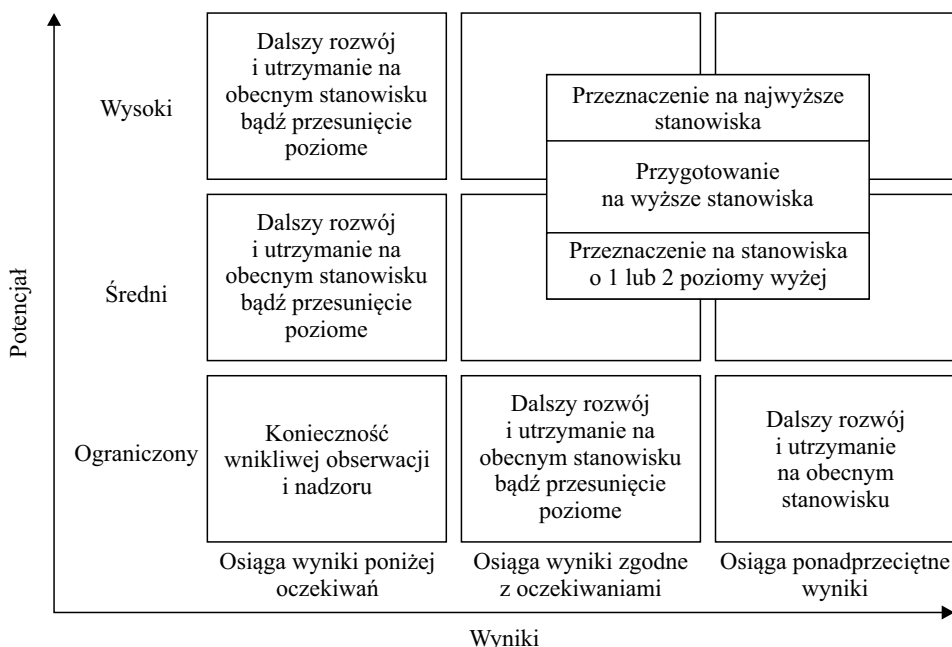 Potencjał
Wysoki
Dalszy rozwój
i utrzymanie na
obecnym stanowisku
bądź przesunięcie
poziome
Przeznaczenie na najwyższe
stanowiska
Przygotowanie
na wyższe stanowiska
Przeznaczenie na stanowiska
o 1 lub 2 poziomy wyżej
Średni
Dalszy rozwój
i utrzymanie na
obecnym stanowisku
bądź przesunięcie
poziome
Ograniczony
Konieczność
wnikliwej obserwacji
i nadzoru
Dalszy rozwój
i utrzymanie na
obecnym stanowisku
bądź przesunięcie
poziome
Dalszy rozwój
i utrzymanie
na obecnym
stanowisku
Osiąga wyniki poniżej
oczekiwań
Osiąga wyniki zgodne
z oczekiwaniami
Osiąga ponadprzeciętne
wyniki
Wyniki